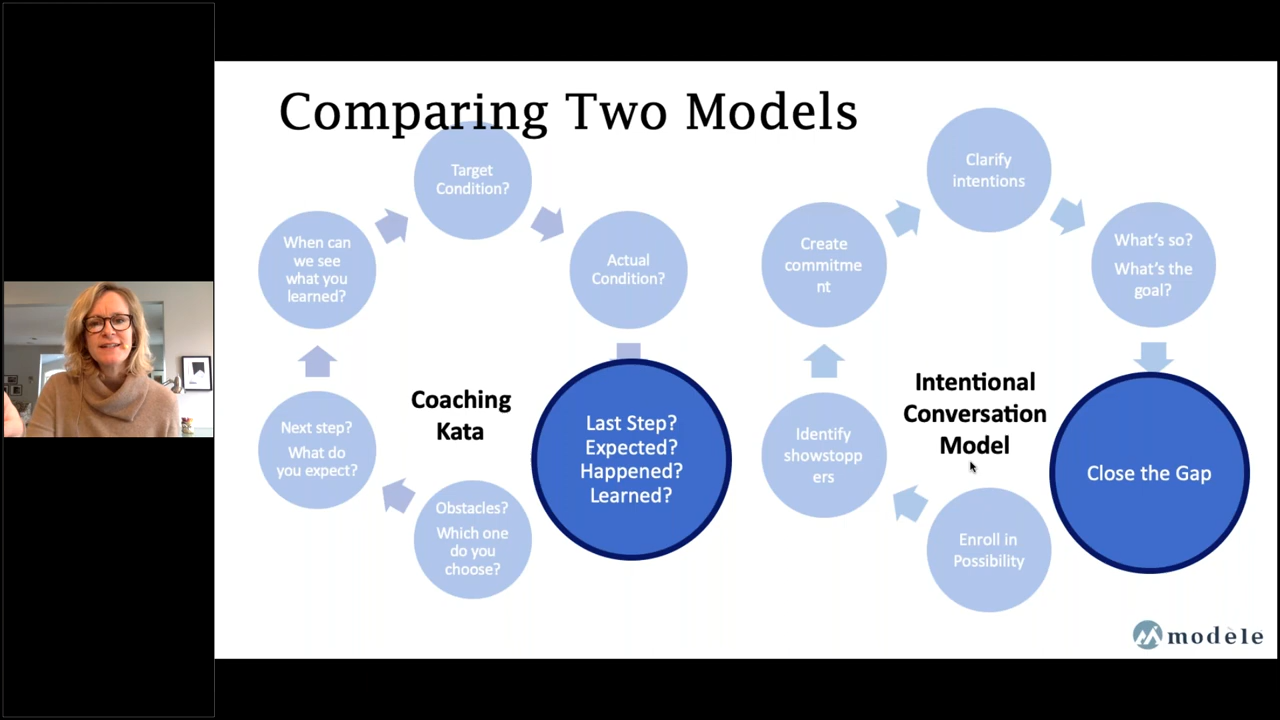 Comparing Two Models
Target
Condition?
Actual
Condition?
Last Step?
Expected?
Happened?
Learned?
Obstacles?
Which one
do you
choose?
Next step?
What do
you expect?
When can
we see
what you
learned?
Coaching
Kata
Clarify
intentions
What's so?
What's the
goal?
Close the Gap
Enroll in
Possibility
Identify
showstopp
ers
Create
commitme
nt
Intentional
Conversation
Model
modèle